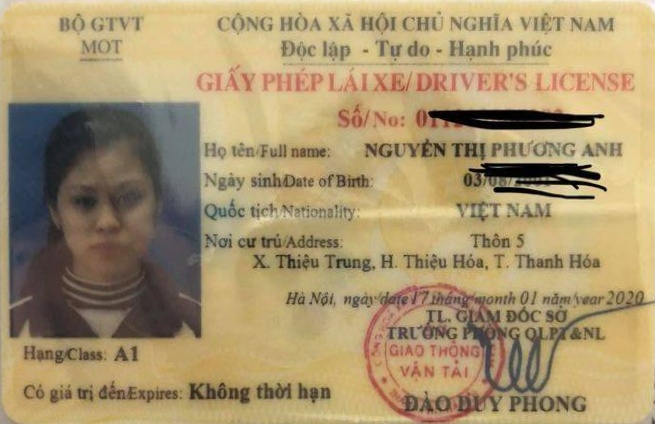 BỘ GTVT
MOT
CỘNG HÒA XÃ HỘI CHỦ NGHĨA VIỆT NAM
Độc lập - Tự do - Hạnh phúc
GIẤY PHÉP LÁI XE/ DRIVER'S LICENSE
Số/No:
Họ tên/Full name: NGUYỄN THỊ PHƯƠNG ANH
Ngày sinh/Date of Birth: 03/08/
Quốc tịch/Nationality: VIỆT NAM
Nơi cư trú/Address: Thôn 5
X. Thiệu Trung, H. Thiệu Hóa, T. Thanh Hóa
Hà Nội, ngày/date 17 tháng/month 01 năm/year 2020
TL. GIÁM ĐỐC SỞ
TRƯỞNG PHÒNG QLPT&NL
GIAO THÔNG
VẬN TẢI
Hạng/Class: A1
Có giá trị đến/Expires: Không thời hạn
ĐÀO DUY PHONG